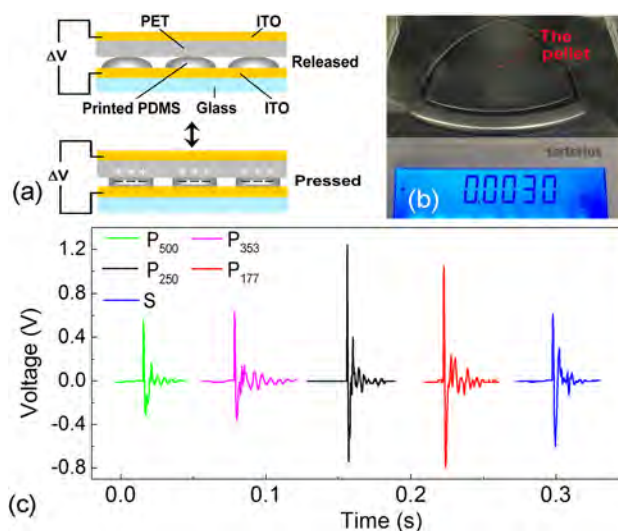 PET
ITO
ΔV
Released
Printed PDMS
Glass
ITO
ΔV
Pressed
(a)
The
pellet
sartorius
0.0030
(b)
P500
P353
P250
P177
S
Voltage (V)
1.2
0.8
0.4
0.0
-0.4
-0.8
0.0
0.1
0.2
0.3
Time (s)
(c)